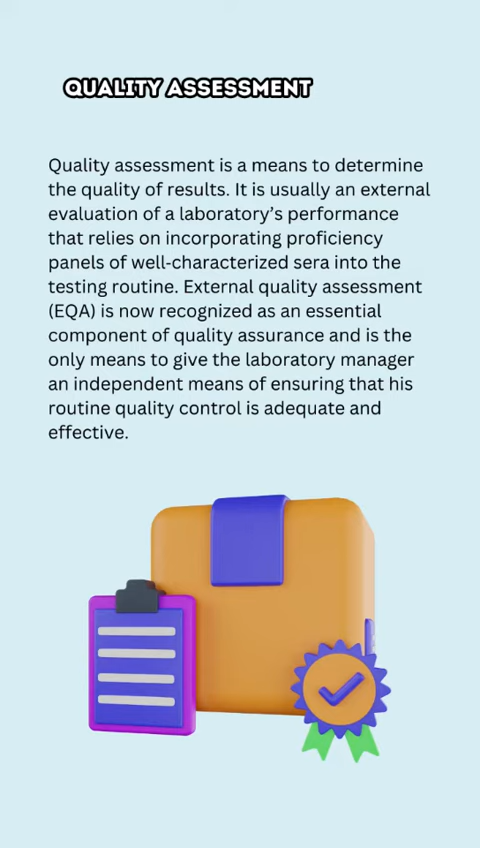 QUALITY ASSESSMENT
Quality assessment is a means to determine
the quality of results. It is usually an external
evaluation of a laboratory’s performance
that relies on incorporating proficiency
panels of well-characterized sera into the
testing routine. External quality assessment
(EQA) is now recognized as an essential
component of quality assurance and is the
only means to give the laboratory manager
an independent means of ensuring that his
routine quality control is adequate and
effective.